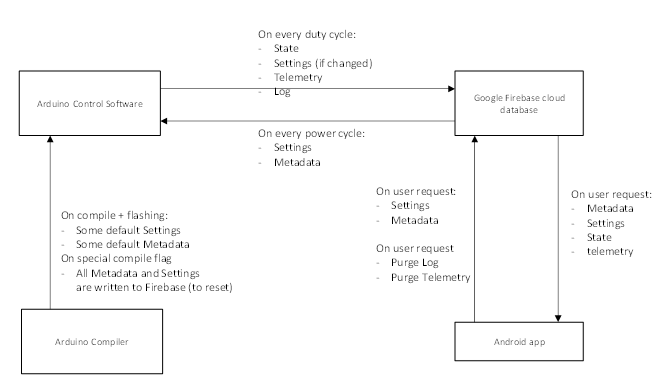 On every duty cycle:
- State
- Settings (if changed)
- Telemetry
- Log
Arduino Control Software
Google Firebase cloud
database
On every power cycle:
- Settings
- Metadata
On user request:
- Settings
- Metadata
On user request
- Purge Log
- Purge Telemetry
On user request:
- Metadata
- Settings
- State
- telemetry
On compile + flashing:
- Some default Settings
- Some default Metadata
On special compile flag
- All Metadata and Settings
are written to Firebase (to reset)
Arduino Compiler
Android app